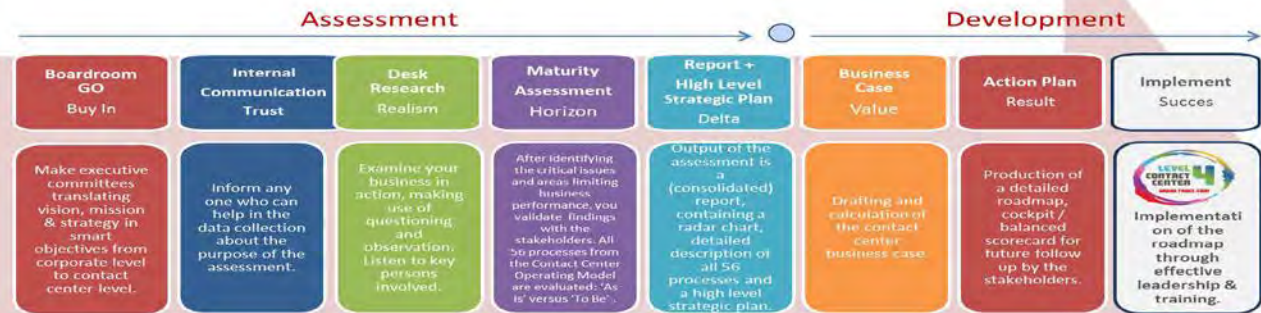 Assessment
Development
Boardroom
GO
Buy In
Internal
Communication
Trust
Desk
Research
Realism
Maturity
Assessment
Horizon
Report +
High Level
Strategic Plan
Delta
Business
Case
Value
Action Plan
Result
Implement
Succes
Make executive
committees
translating
vision, mission
& strategy in
smart
objectives from
corporate level
to contact
center level.
Inform any
one who can
help in the
data collection
about the
purpose of the
assessment.
Examine your
business in
action, making
use of
questioning
and
observation.
Listen to key
persons
involved.
After identifying
the critical issues
and areas limiting
business
performance, you
validate findings
with the
stakeholders. All
56 processes from
the Contact Center
Operating Model
are evaluated: 'As
is' versus 'To Be'.
Output of the
assessment is
a
(consolidated)
report,
containing a
radar chart,
detailed
description of
all 56
processes and
a high level
strategic plan.
Drafting and
calculation of
the contact
center
business case.
Production of
a detailed
roadmap,
cockpit /
balanced
scorecard for
future follow
up by the
stakeholders.
LEVEL
CONTACT
CENTER
4
Implementati
on of the
roadmap
through
effective
leadership &
training.